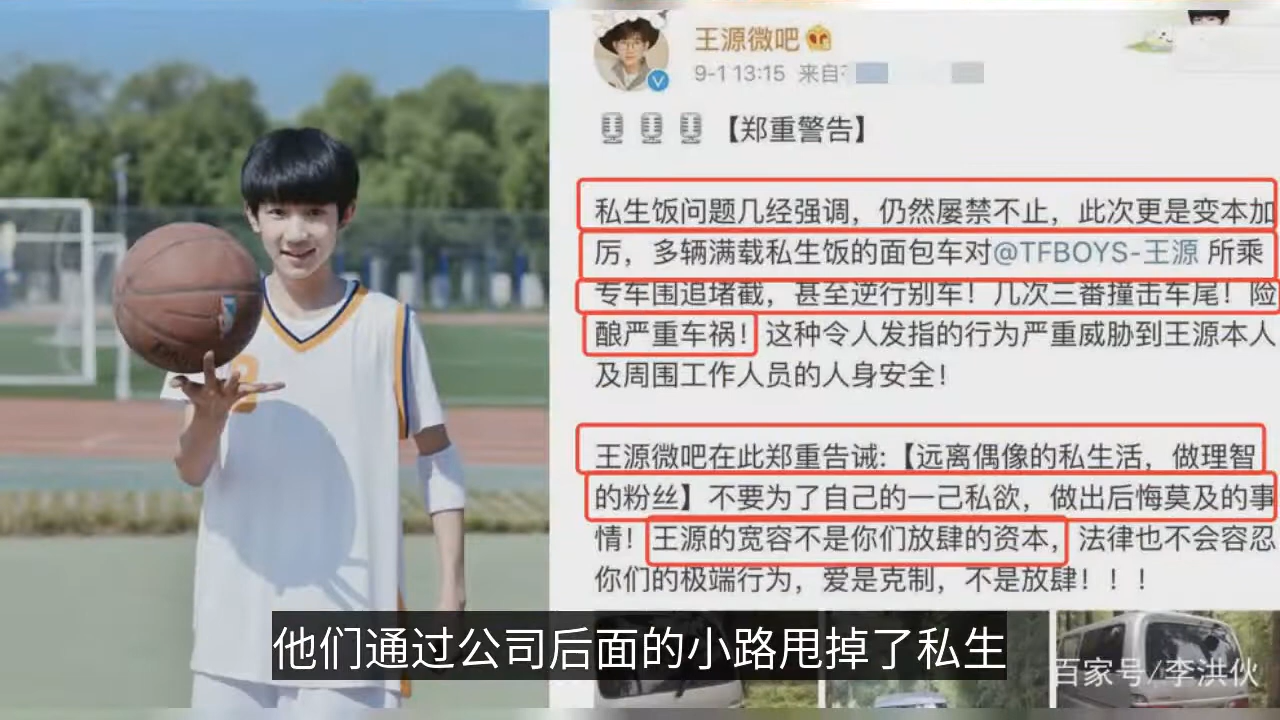 王源微吧
9-1 13:15 来自
【郑重警告】
私生饭问题几经强调，仍然屡禁不止，此次更是变本加
厉，多辆满载私生饭的面包车对@TFBOYS-王源 所乘
专车围追堵截，甚至逆行别车！几次三番撞击车尾！险
酿严重车祸！这种令人发指的行为严重威胁到王源本人
及周围工作人员的人身安全！
王源微吧在此郑重告诫:【远离偶像的私生活，做理智
的粉丝】不要为了自己的一己私欲，做出后悔莫及的事
情！王源的宽容不是你们放肆的资本，法律也不会容忍
你们的极端行为，爱是克制，不是放肆！！！
他们通过公司后面的小路甩掉了私生
百家号/李洪伙